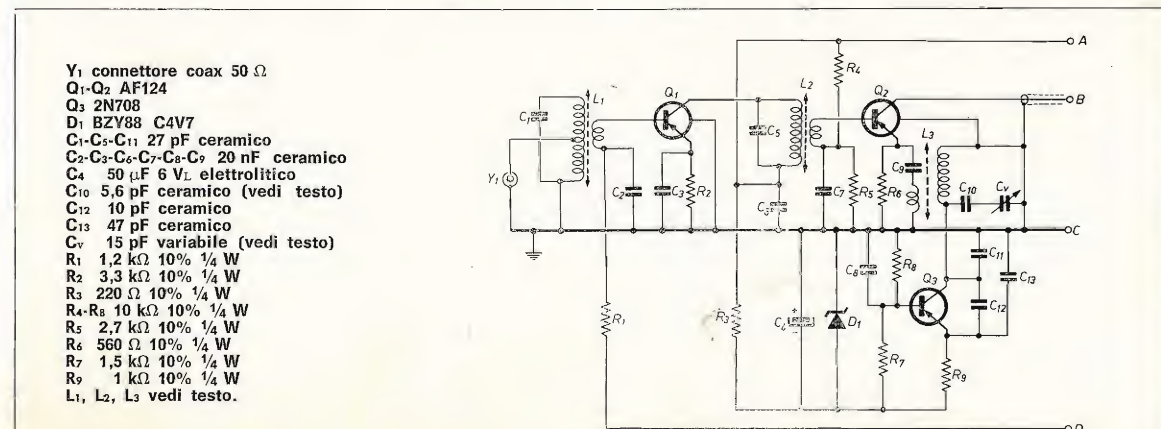 Y1 connettore coax 50 Ω
Q1-Q2 AF124
Q3 2N708
D1 BZY88 C4V7
C1-C5-C11 27 pF ceramico
C2-C3-C6-C7-C8-C9 20 nF ceramico
C4 50 μF 6 VL elettrolitico
C10 5,6 pF ceramico (vedi testo)
C12 10 pF ceramico
C13 47 pF ceramico
Cv 15 pF variabile (vedi testo)
R1 1,2 kΩ 10% 1/4 W
R2 3,3 kΩ 10% 1/4 W
R3 220 Ω 10% 1/4 W
R4-R8 10 kΩ 10% 1/4 W
R5 2,7 kΩ 10% 1/4 W
R6 560 Ω 10% 1/4 W
R7 1,5 kΩ 10% 1/4 W
R9 1 kΩ 10% 1/4 W
L1, L2, L3 vedi testo.
A
R4
L2
Q2
L1
Q1
B
C1
C5
L3
Y1
C9
C10
Cv
C2
C3
R2
C7
R5
R6
C
C8
R8
C11
C13
Q3
C12
R1
R3
C4
+
D1
R7
R9
D